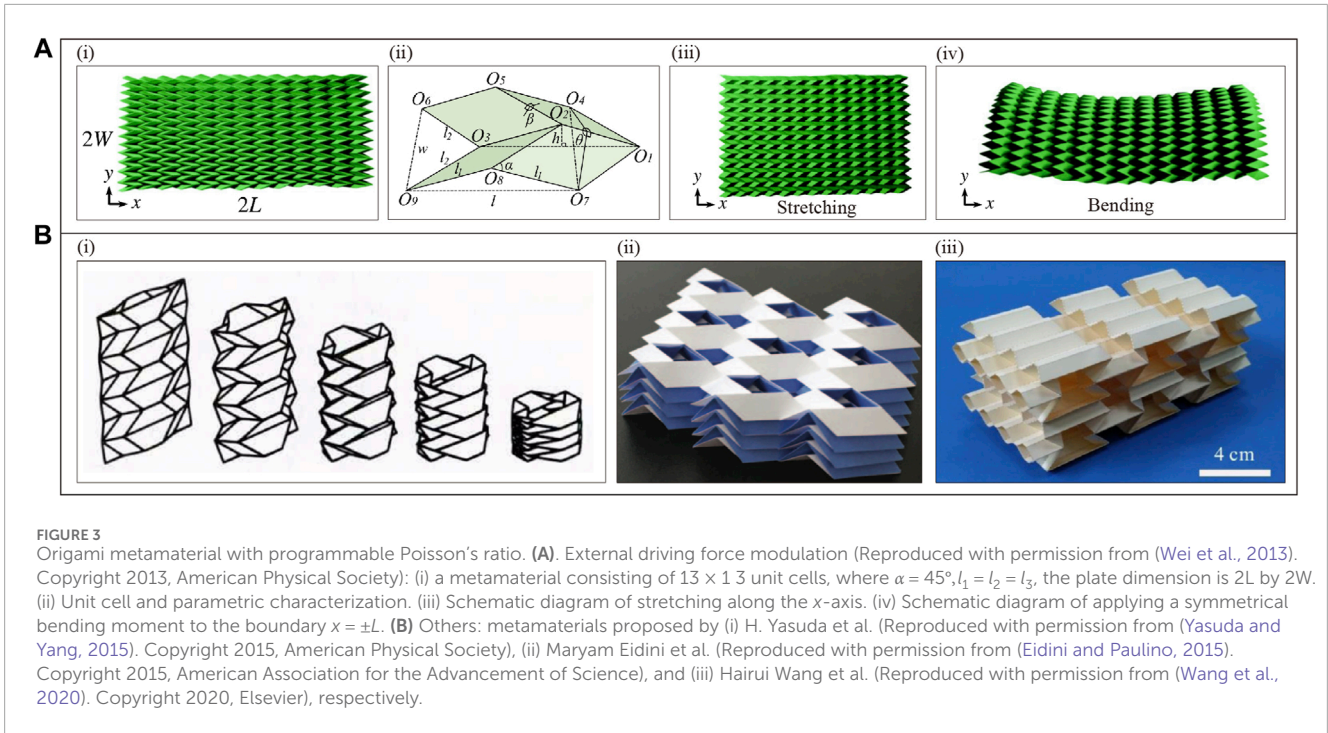 A
(i)
2W
y
x
2L
(ii)
O5
O6
O4
O2
β
l2
O3
h
θ
w
l2
l1
α
O1
O8
l1
O9
l
O7
(iii)
y
x
Stretching
(iv)
y
x
Bending
B
(i)
(ii)
(iii)
4 cm
FIGURE 3
Origami metamaterial with programmable Poisson's ratio. (A). External driving force modulation (Reproduced with permission from (Wei et al., 2013).
Copyright 2013, American Physical Society): (i) a metamaterial consisting of 13 × 1 3 unit cells, where α = 45°, l1 = l2 = l3, the plate dimension is 2L by 2W.
(ii) Unit cell and parametric characterization. (iii) Schematic diagram of stretching along the x-axis. (iv) Schematic diagram of applying a symmetrical
bending moment to the boundary x = ±L. (B) Others: metamaterials proposed by (i) H. Yasuda et al. (Reproduced with permission from (Yasuda and
Yang, 2015). Copyright 2015, American Physical Society), (ii) Maryam Eidini et al. (Reproduced with permission from (Eidini and Paulino, 2015).
Copyright 2015, American Association for the Advancement of Science), and (iii) Hairui Wang et al. (Reproduced with permission from (Wang et al.,
2020). Copyright 2020, Elsevier), respectively.